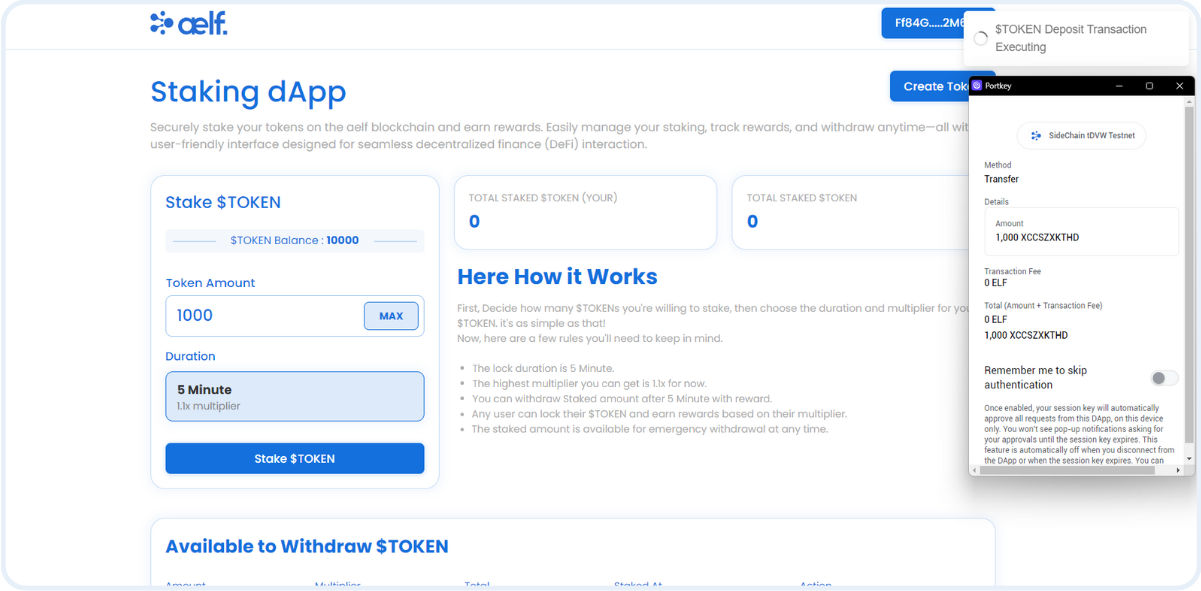 aelf.
Ff84G.....2M6
$TOKEN Deposit Transaction
Executing
Staking dApp
Create Tok
Securely stake your tokens on the aelf blockchain and earn rewards. Easily manage your staking, track rewards, and withdraw anytime—all wit
user-friendly interface designed for seamless decentralized finance (DeFi) interaction.
Stake $TOKEN
$TOKEN Balance : 10000
Token Amount
1000
MAX
Duration
5 Minute
1.1x multiplier
Stake $TOKEN
TOTAL STAKED $TOKEN (YOUR)
0
TOTAL STAKED $TOKEN
0
Here How it Works
First, Decide how many $TOKENs you're willing to stake, then choose the duration and multiplier for you
$TOKEN. it's as simple as that!
Now, here are a few rules you'll need to keep in mind.
The lock duration is 5 Minute.
The highest multiplier you can get is 1.1x for now.
You can withdraw Staked amount after 5 Minute with reward.
Any user can lock their $TOKEN and earn rewards based on their multiplier.
The staked amount is available for emergency withdrawal at any time.
Portkey
SideChain tDVW Testnet
Method
Transfer
Details
Amount
1,000 XCCSZXKTHD
Transaction Fee
0 ELF
Total (Amount + Transaction Fee)
0 ELF
1,000 XCCSZXKTHD
Remember me to skip
authentication
Once enabled, your session key will automatically
approve all requests from this DApp, on this device
only. You won't see pop-up notifications asking for
your approvals until the session key expires. This
feature is automatically off when you disconnect from
the DApp or when the session key expires. You can
Available to Withdraw $TOKEN
Amount
Multiplier
Total
Staked At
Action